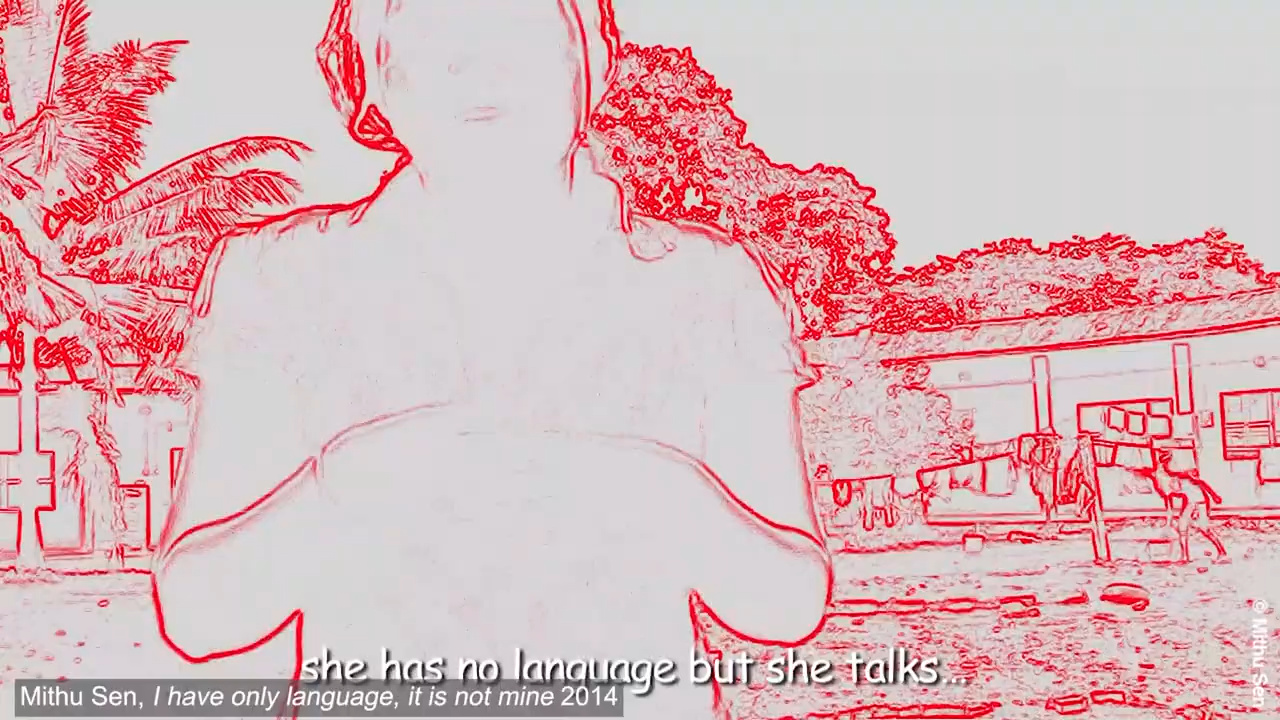 she has no language but she talks...
Mithu Sen, I have only language, it is not mine 2014
© Mithu Sen